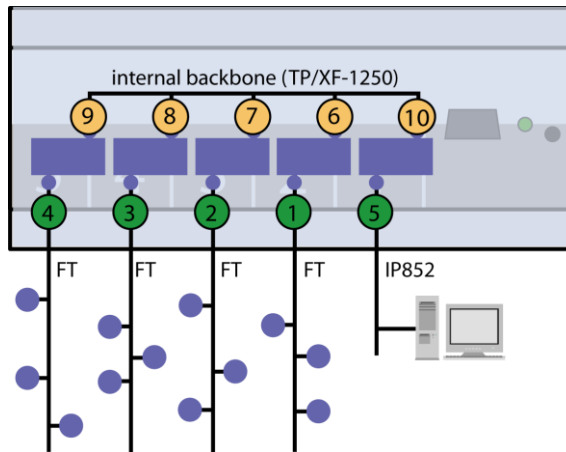 internal backbone (TP/XF-1250)
9 8 7 6 10
4 3 2 1 5
FT FT FT FT IP852